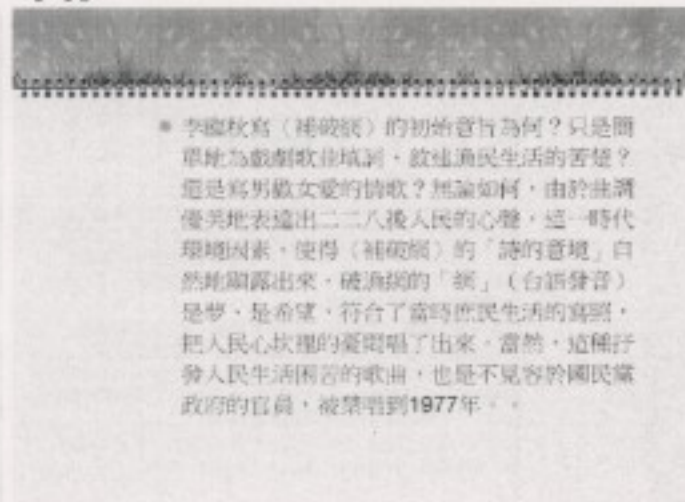 李臨秋寫（補破網）的初始意旨為何？只是簡
單地為戲劇歌曲填詞，敘述漁民生活的苦楚？
還是寫男歡女愛的情歌？無論如何，由於曲調
優美地表達出二二八後人民的心聲，這一時代
環境因素，使得（補破網）的「詩的意境」自
然地顯露出來，破漁網的「網」（台語發音）
是夢、是希望，符合了當時庶民生活的寫照，
把人民心坎裡的憂悶唱了出來。當然，這種抒
發人民生活困苦的歌曲，也是不見容於國民黨
政府的官員，被禁唱到1977年。。